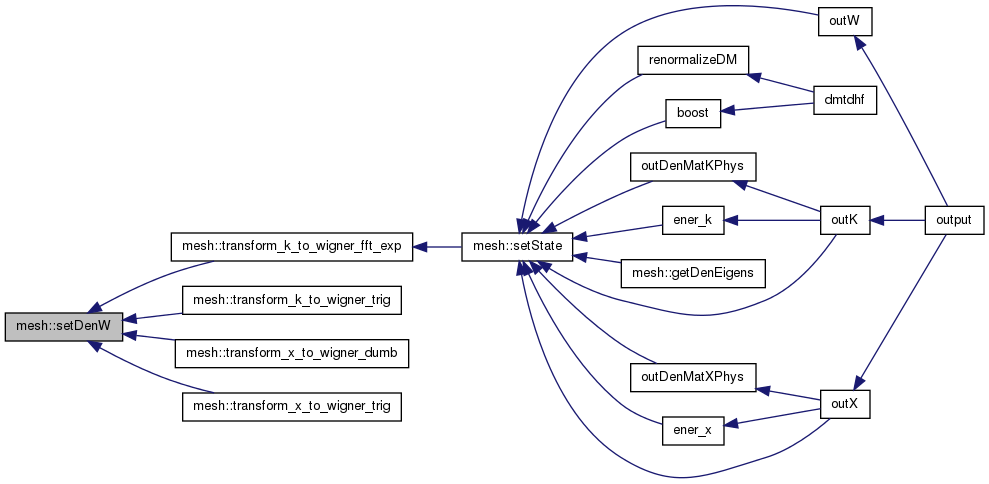 outW
renormalizeDM
dmtdhf
boost
outDenMatKPhys
ener_k
outK
output
mesh::transform_k_to_wigner_fft_exp
mesh::setState
mesh::getDenEigens
mesh::transform_k_to_wigner_trig
mesh::setDenW
mesh::transform_x_to_wigner_dumb
outDenMatXPhys
mesh::transform_x_to_wigner_trig
outX
ener_x